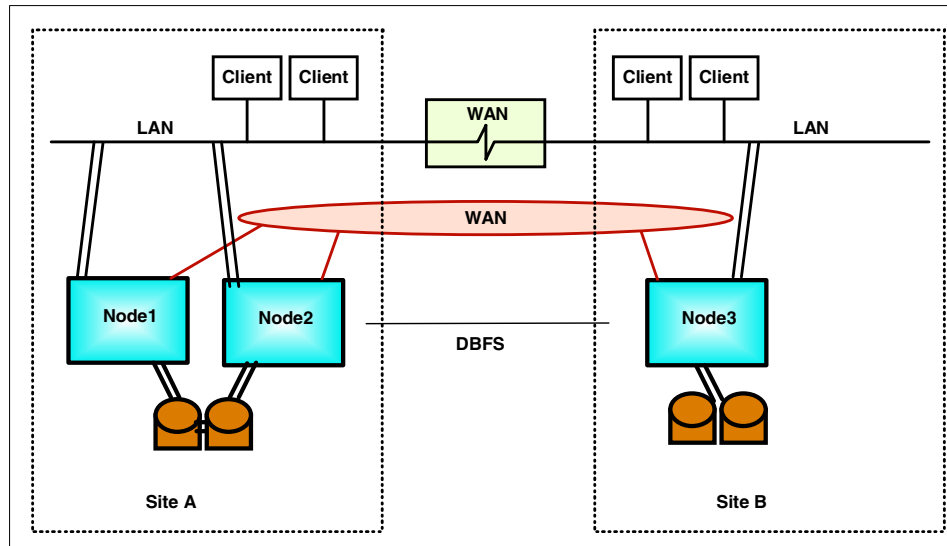 Client
Client
WAN
Client
Client
LAN
LAN
WAN
Node1
Node2
Node3
DBFS
Site A
Site B